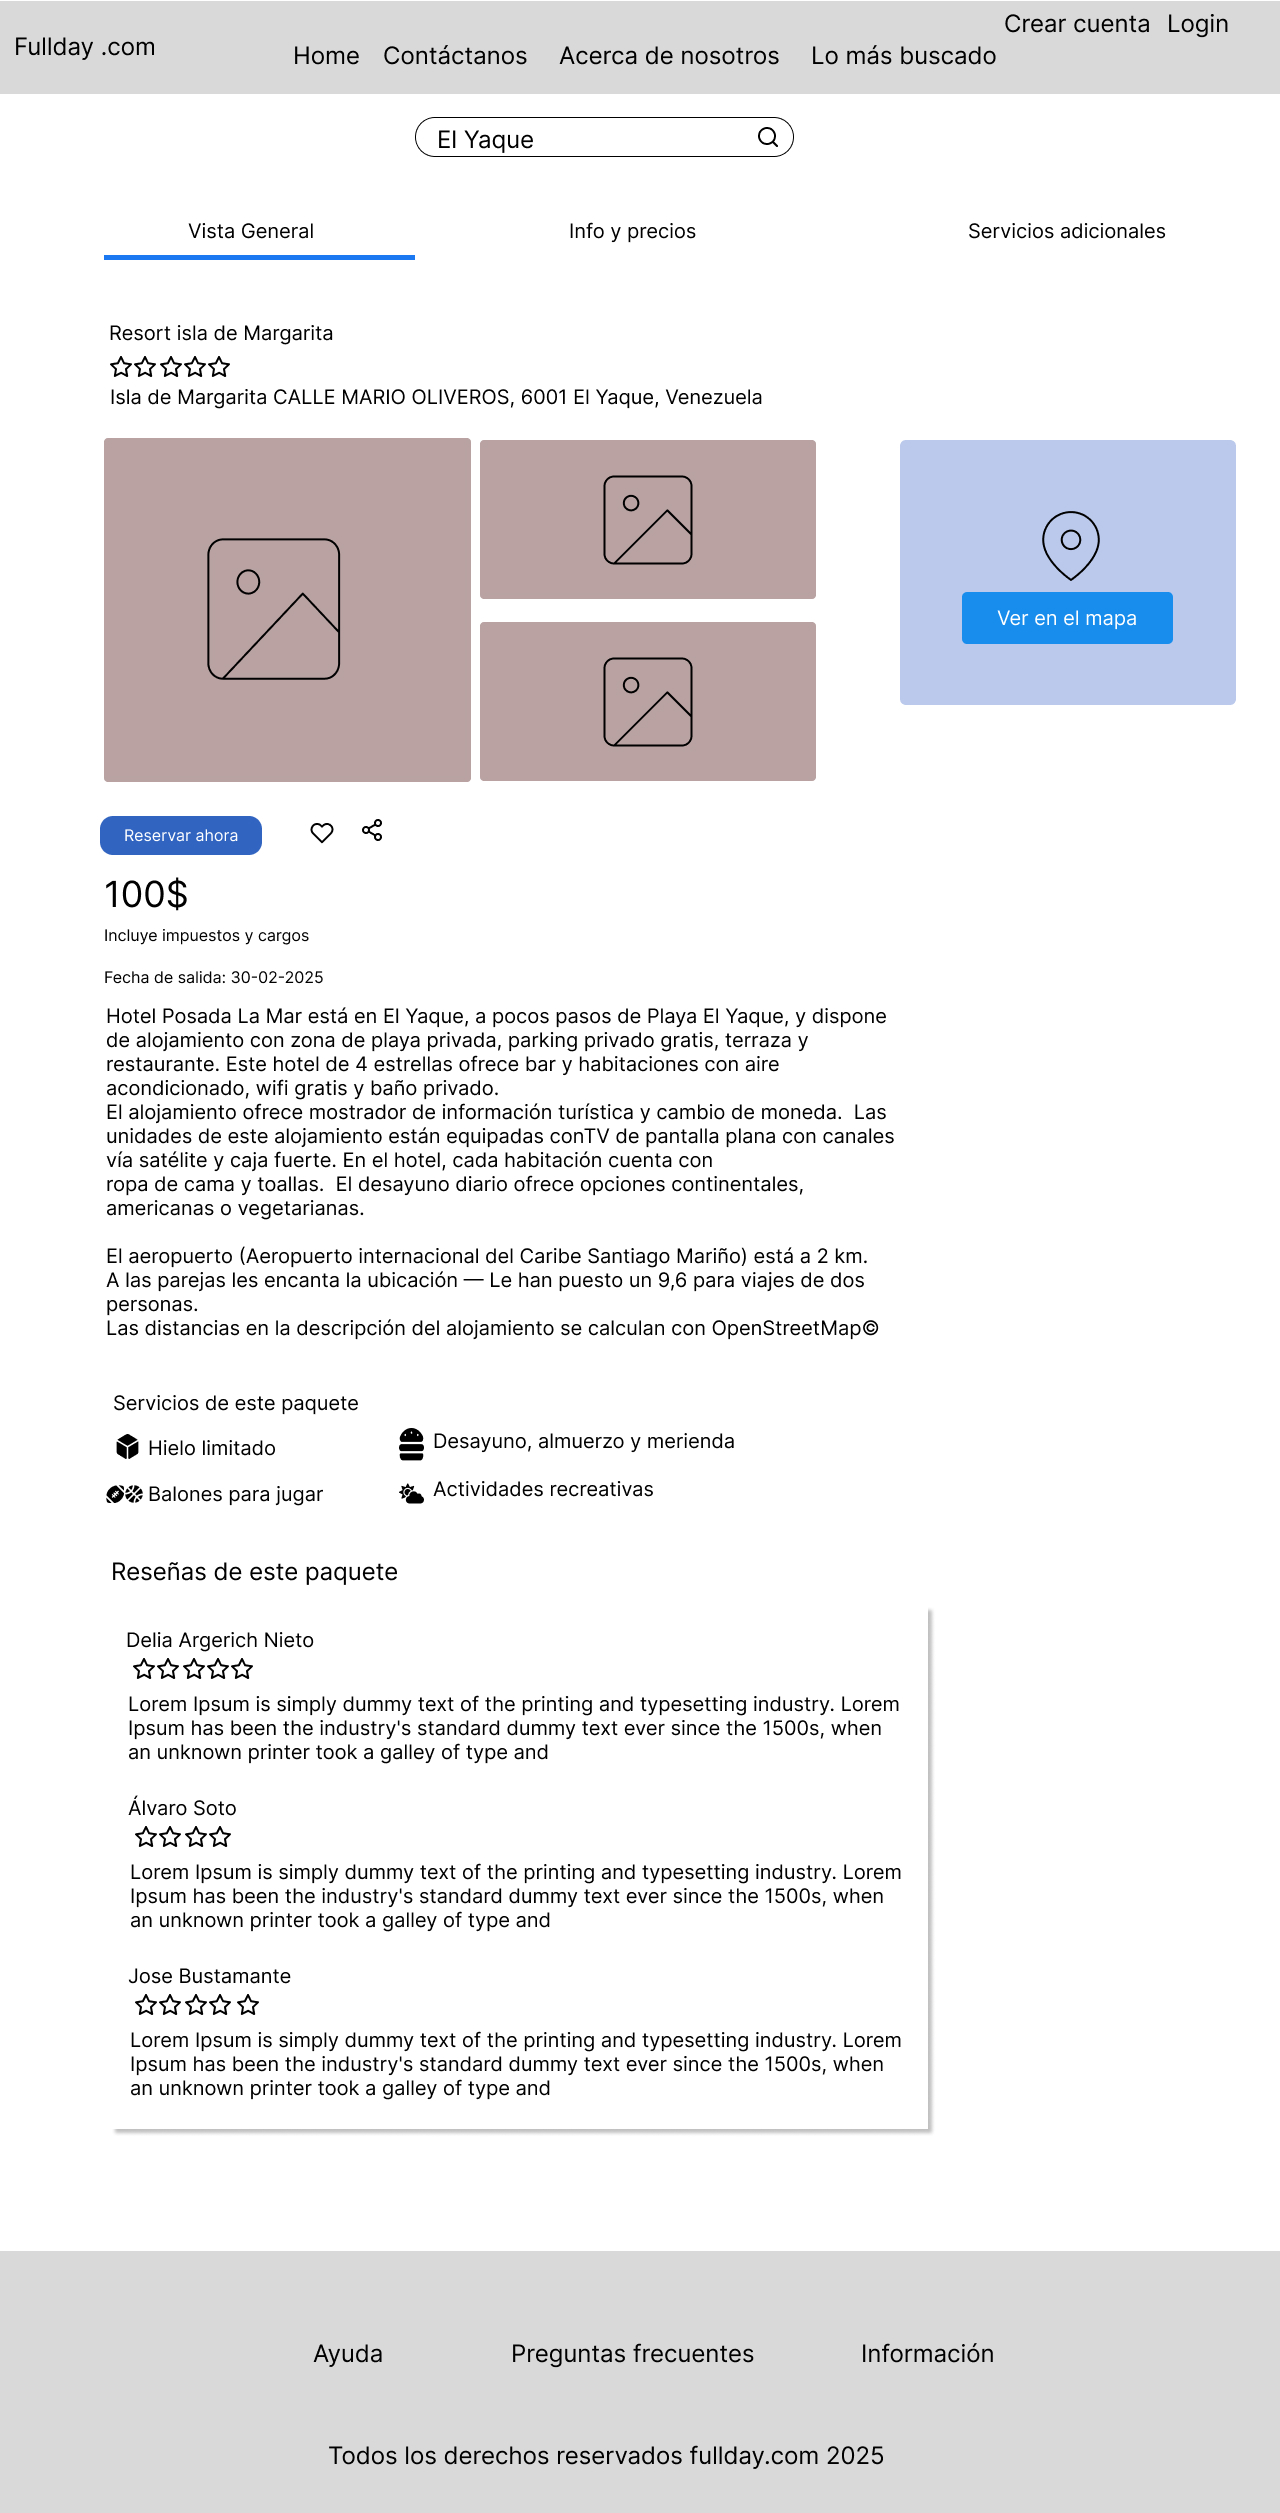 Fullday .com
Crear cuenta Login
Home Contáctanos Acerca de nosotros Lo más buscado
El Yaque
Vista General Info y precios Servicios adicionales
Resort isla de Margarita
Isla de Margarita CALLE MARIO OLIVEROS, 6001 El Yaque, Venezuela
Ver en el mapa
Reservar ahora
100$
Incluye impuestos y cargos
Fecha de salida: 30-02-2025
Hotel Posada La Mar está en El Yaque, a pocos pasos de Playa El Yaque, y dispone
de alojamiento con zona de playa privada, parking privado gratis, terraza y
restaurante. Este hotel de 4 estrellas ofrece bar y habitaciones con aire
acondicionado, wifi gratis y baño privado.
El alojamiento ofrece mostrador de información turística y cambio de moneda.  Las
unidades de este alojamiento están equipadas conTV de pantalla plana con canales
vía satélite y caja fuerte. En el hotel, cada habitación cuenta con
ropa de cama y toallas.  El desayuno diario ofrece opciones continentales,
americanas o vegetarianas.
El aeropuerto (Aeropuerto internacional del Caribe Santiago Mariño) está a 2 km.
A las parejas les encanta la ubicación — Le han puesto un 9,6 para viajes de dos
personas.
Las distancias en la descripción del alojamiento se calculan con OpenStreetMap©
Servicios de este paquete
Hielo limitado
Desayuno, almuerzo y merienda
Balones para jugar
Actividades recreativas
Reseñas de este paquete
Delia Argerich Nieto
Lorem Ipsum is simply dummy text of the printing and typesetting industry. Lorem
Ipsum has been the industry's standard dummy text ever since the 1500s, when
an unknown printer took a galley of type and
Álvaro Soto
Lorem Ipsum is simply dummy text of the printing and typesetting industry. Lorem
Ipsum has been the industry's standard dummy text ever since the 1500s, when
an unknown printer took a galley of type and
Jose Bustamante
Lorem Ipsum is simply dummy text of the printing and typesetting industry. Lorem
Ipsum has been the industry's standard dummy text ever since the 1500s, when
an unknown printer took a galley of type and
Ayuda Preguntas frecuentes Información
Todos los derechos reservados fullday.com 2025